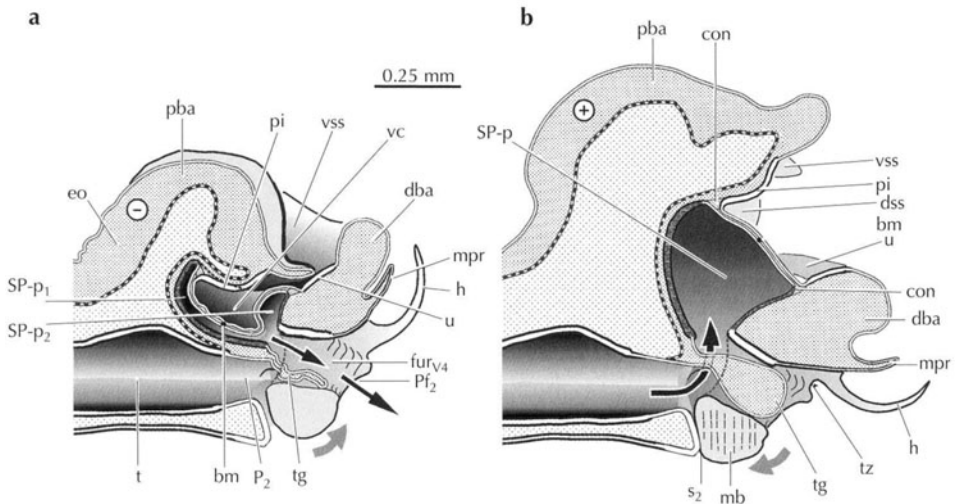 a
0.25 mm
pba
pi
vss
vc
dba
eo
−
mpr
h
SP-p1
SP-p2
u
furV4
Pf2
t
bm
P2
tg
b
pba
con
SP-p
+
vss
pi
dss
bm
u
con
dba
mpr
h
s2
mb
tg
tz